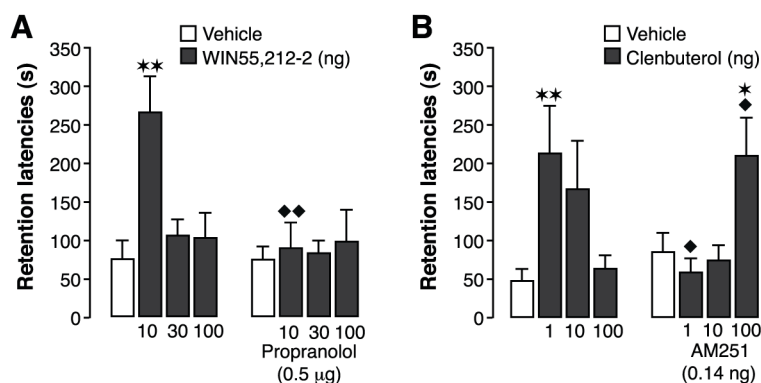 A
Vehicle
WIN55,212-2 (ng)
Retention latencies (s)
350
300
250
200
150
100
50
0
✶✶
◆◆
10 30 100 10 30 100
Propranolol
(0.5 μg)
B
Vehicle
Clenbuterol (ng)
Retention latencies (s)
350
300
250
200
150
100
50
0
✶✶
✶
◆
◆
1 10 100 1 10 100
AM251
(0.14 ng)